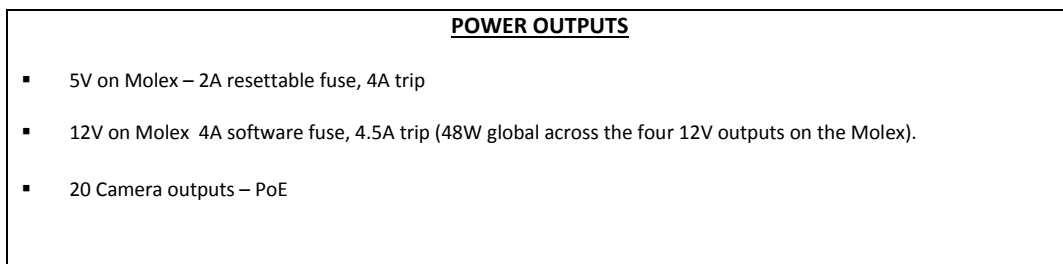 POWER OUTPUTS
▪ 5V on Molex – 2A resettable fuse, 4A trip
▪ 12V on Molex 4A software fuse, 4.5A trip (48W global across the four 12V outputs on the Molex).
▪ 20 Camera outputs – PoE